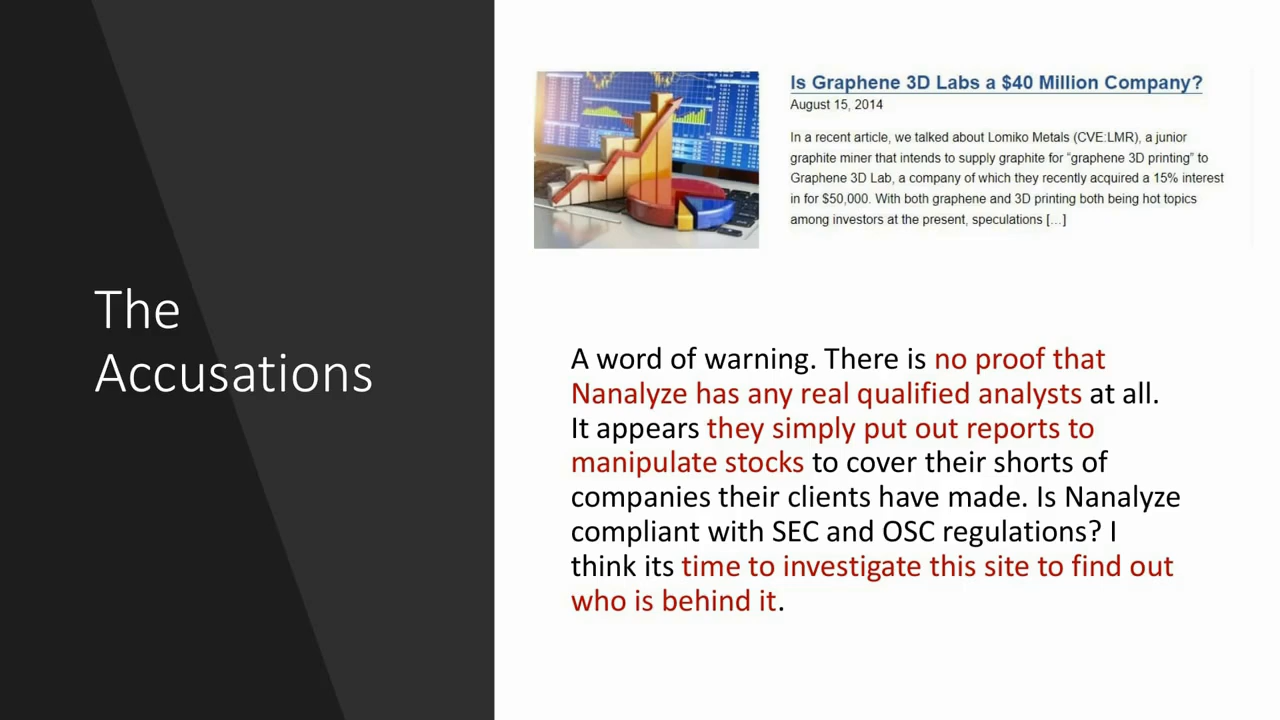 The
Accusations
Is Graphene 3D Labs a $40 Million Company?
August 15, 2014
In a recent article, we talked about Lomiko Metals (CVE:LMR), a junior
graphite miner that intends to supply graphite for “graphene 3D printing” to
Graphene 3D Lab, a company of which they recently acquired a 15% interest
in for $50,000. With both graphene and 3D printing both being hot topics
among investors at the present, speculations [...]
A word of warning. There is no proof that
Nanalyze has any real qualified analysts at all.
It appears they simply put out reports to
manipulate stocks to cover their shorts of
companies their clients have made. Is Nanalyze
compliant with SEC and OSC regulations? I
think its time to investigate this site to find out
who is behind it.